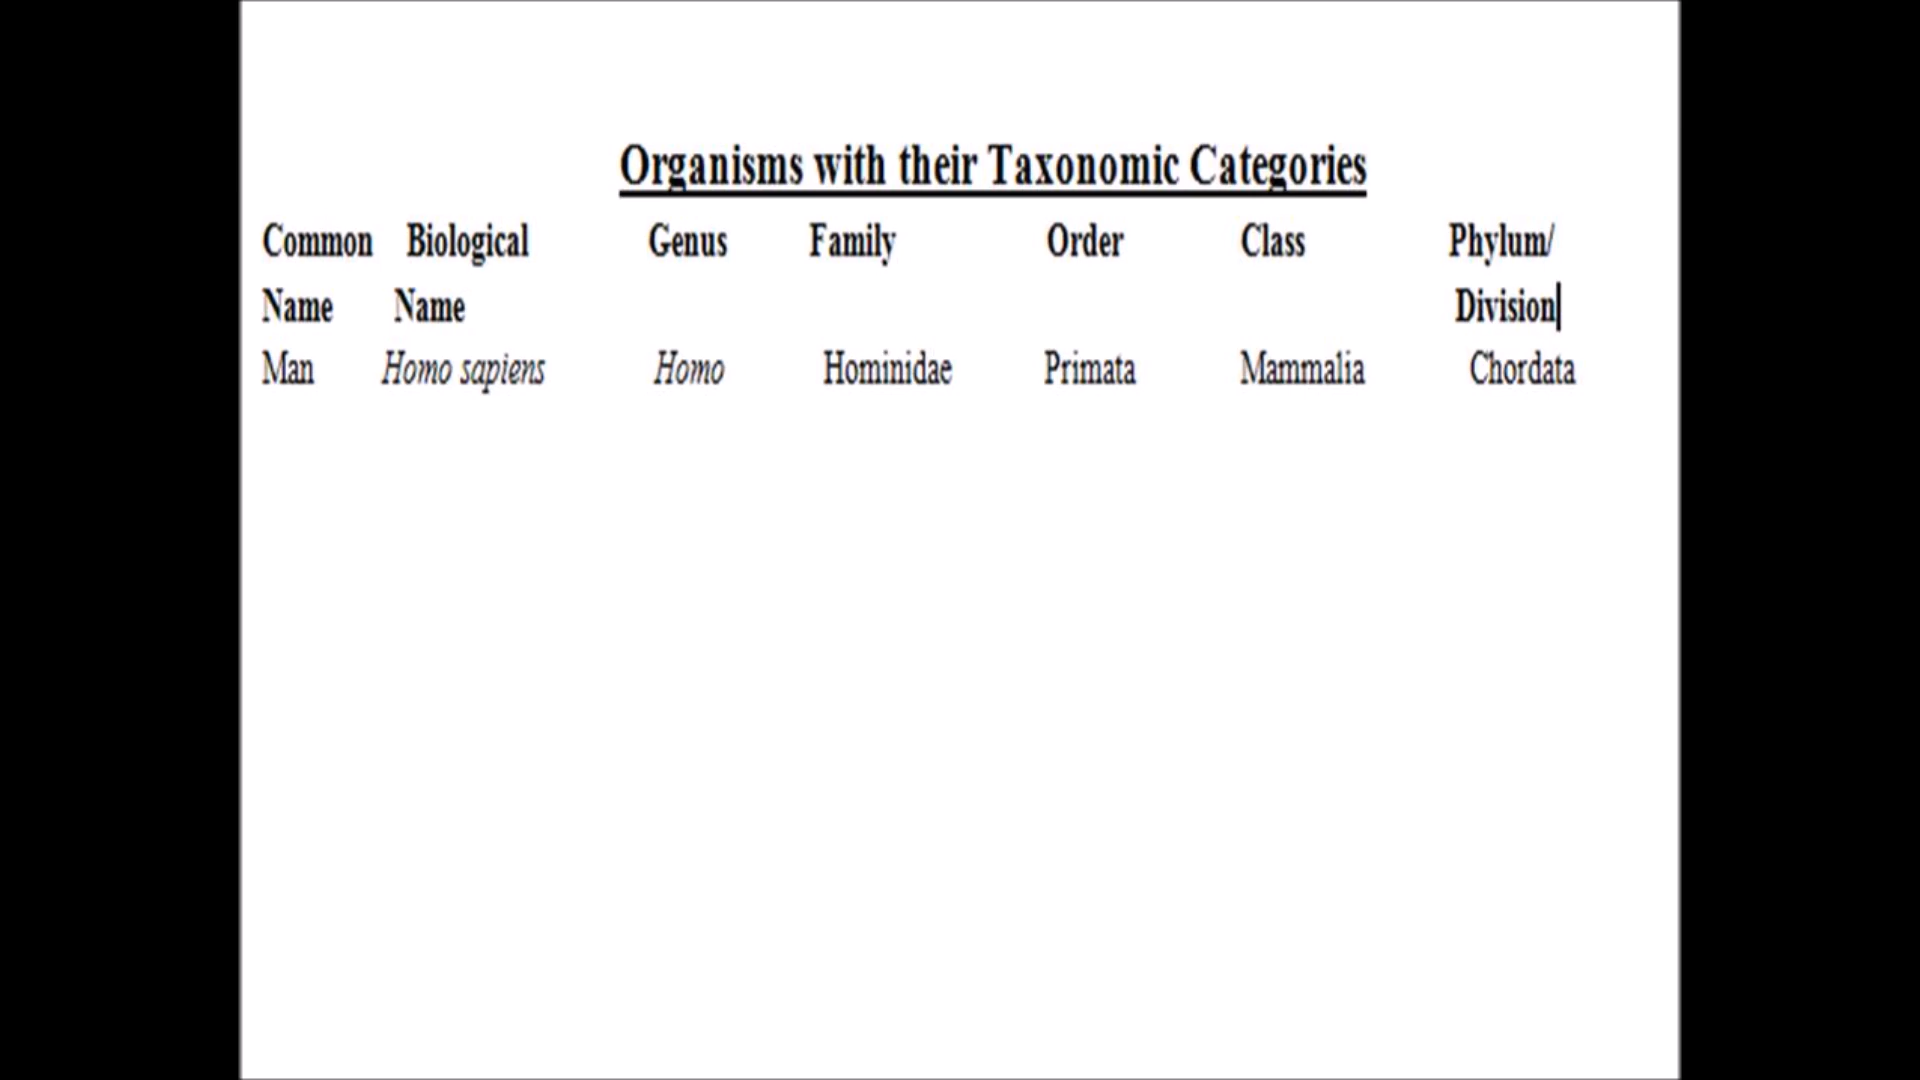 Organisms with their Taxonomic Categories
Common Biological Genus Family Order Class Phylum/
Name Name Division
Man Homo sapiens Homo Hominidae Primata Mammalia Chordata